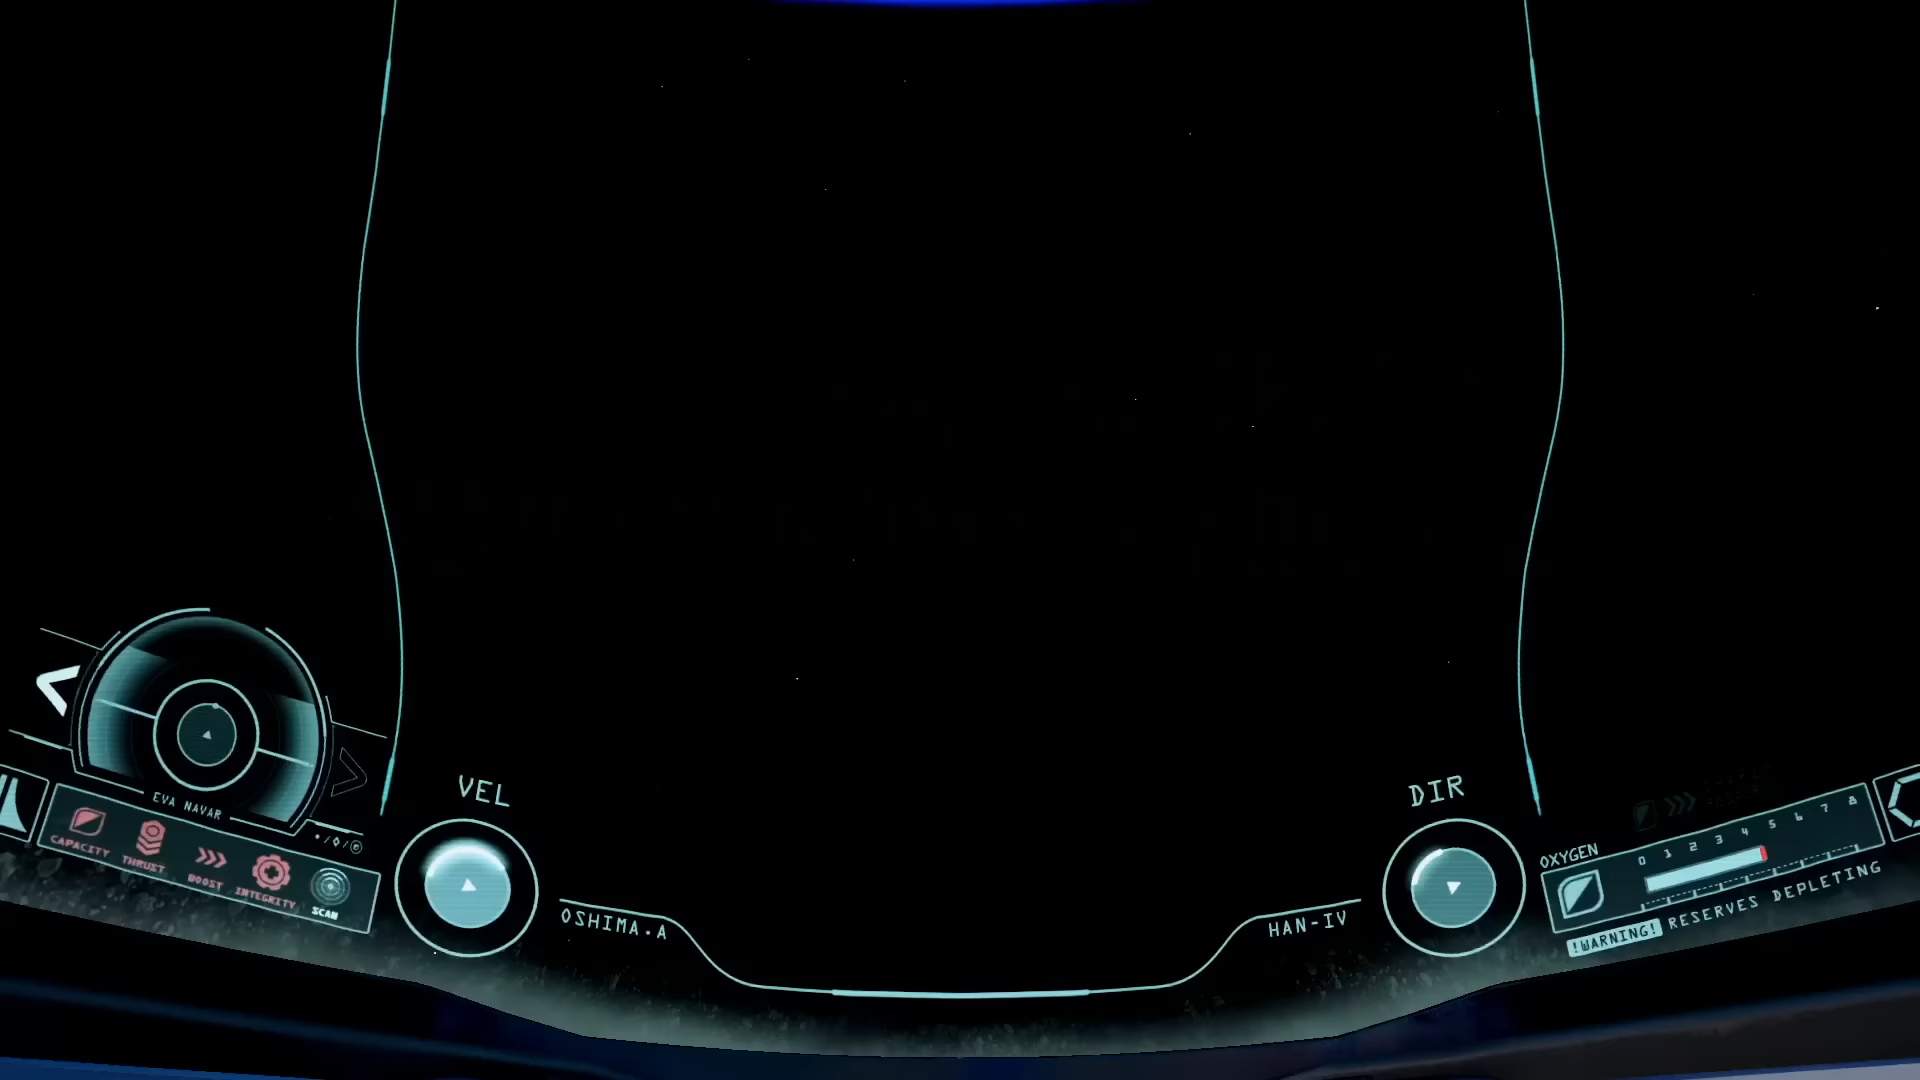 EVA NAVAR
CAPACITY
THRUST
BOOST
INTEGRITY
SCAN
VEL
OSHIMA.A
HAN-IV
DIR
OXYGEN
0 1 2 3 4 5 6 7 8
!WARNING! RESERVES DEPLETING